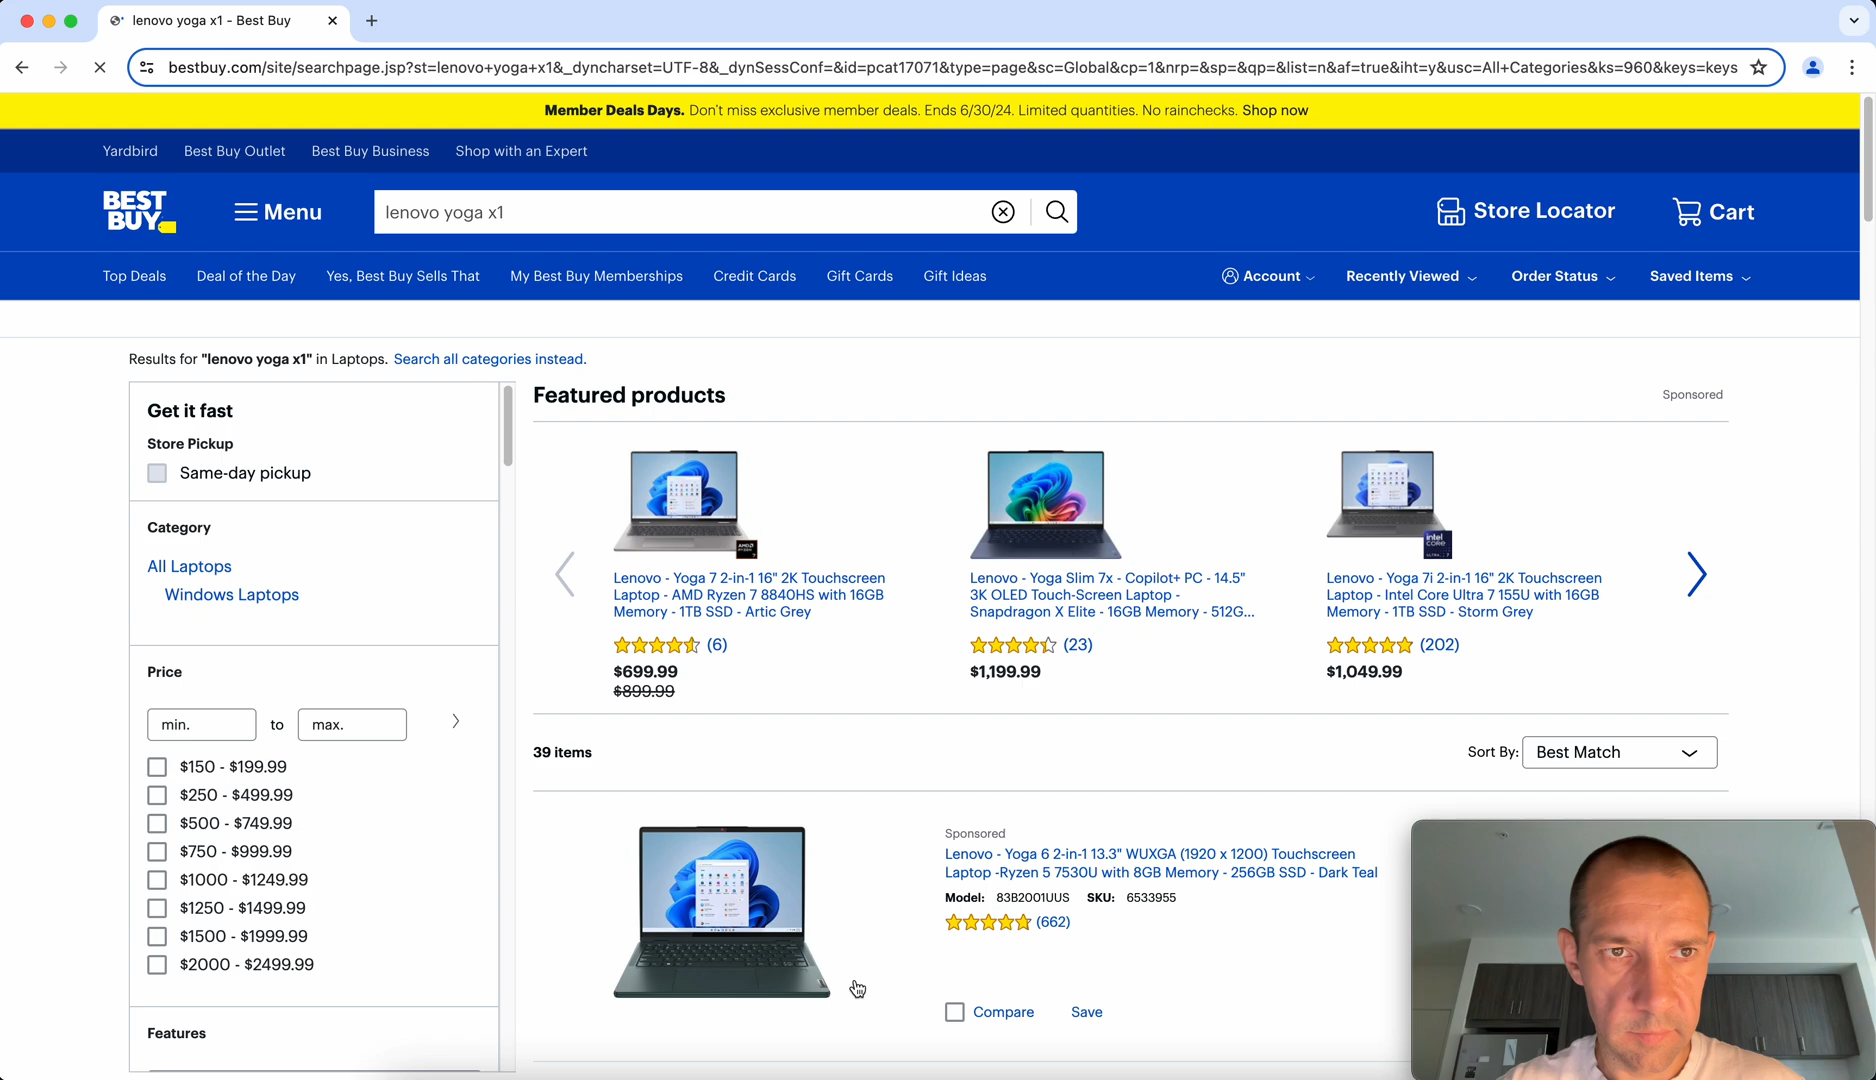 lenovo yoga x1 - Best Buy
bestbuy.com/site/searchpage.jsp?st=lenovo+yoga+x1&_dyncharset=UTF-8&_dynSessConf=&id=pcat17071&type=page&sc=Global&cp=1&nrp=&sp=&qp=&list=n&af=true&iht=y&usc=All+Categories&ks=960&keys=keys
Member Deals Days. Don't miss exclusive member deals. Ends 6/30/24. Limited quantities. No rainchecks. Shop now
Yardbird Best Buy Outlet Best Buy Business Shop with an Expert
BEST BUY
Menu
lenovo yoga x1
Store Locator
Cart
Top Deals Deal of the Day Yes, Best Buy Sells That My Best Buy Memberships Credit Cards Gift Cards Gift Ideas Account Recently Viewed Order Status Saved Items
Results for "lenovo yoga x1" in Laptops. Search all categories instead.
Get it fast
Store Pickup
Same-day pickup
Category
All Laptops
Windows Laptops
Price
min. to max.
$150 - $199.99
$250 - $499.99
$500 - $749.99
$750 - $999.99
$1000 - $1249.99
$1250 - $1499.99
$1500 - $1999.99
$2000 - $2499.99
Features
Featured products
Sponsored
Lenovo - Yoga 7 2-in-1 16" 2K Touchscreen
Laptop - AMD Ryzen 7 8840HS with 16GB
Memory - 1TB SSD - Artic Grey
(6)
$699.99
$899.99
Lenovo - Yoga Slim 7x - Copilot+ PC - 14.5"
3K OLED Touch-Screen Laptop -
Snapdragon X Elite - 16GB Memory - 512G...
(23)
$1,199.99
Lenovo - Yoga 7i 2-in-1 16" 2K Touchscreen
Laptop - Intel Core Ultra 7 155U with 16GB
Memory - 1TB SSD - Storm Grey
(202)
$1,049.99
39 items
Sort By: Best Match
Sponsored
Lenovo - Yoga 6 2-in-1 13.3" WUXGA (1920 x 1200) Touchscreen
Laptop -Ryzen 5 7530U with 8GB Memory - 256GB SSD - Dark Teal
Model: 83B2001UUS SKU: 6533955
(662)
Compare Save